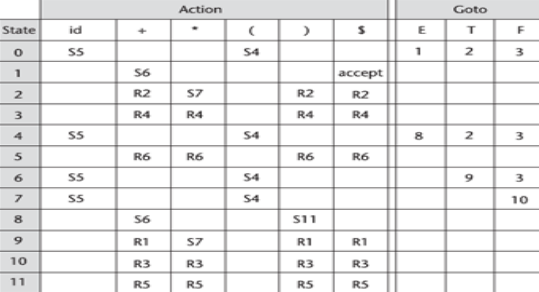 Action Goto
State id + * ( ) $ E T F
0 S5 S4 1 2 3
1 S6 accept
2 R2 S7 R2 R2
3 R4 R4 R4 R4
4 S5 S4 8 2 3
5 R6 R6 R6 R6
6 S5 S4 9 3
7 S5 S4 10
8 S6 S11
9 R1 S7 R1 R1
10 R3 R3 R3 R3
11 R5 R5 R5 R5